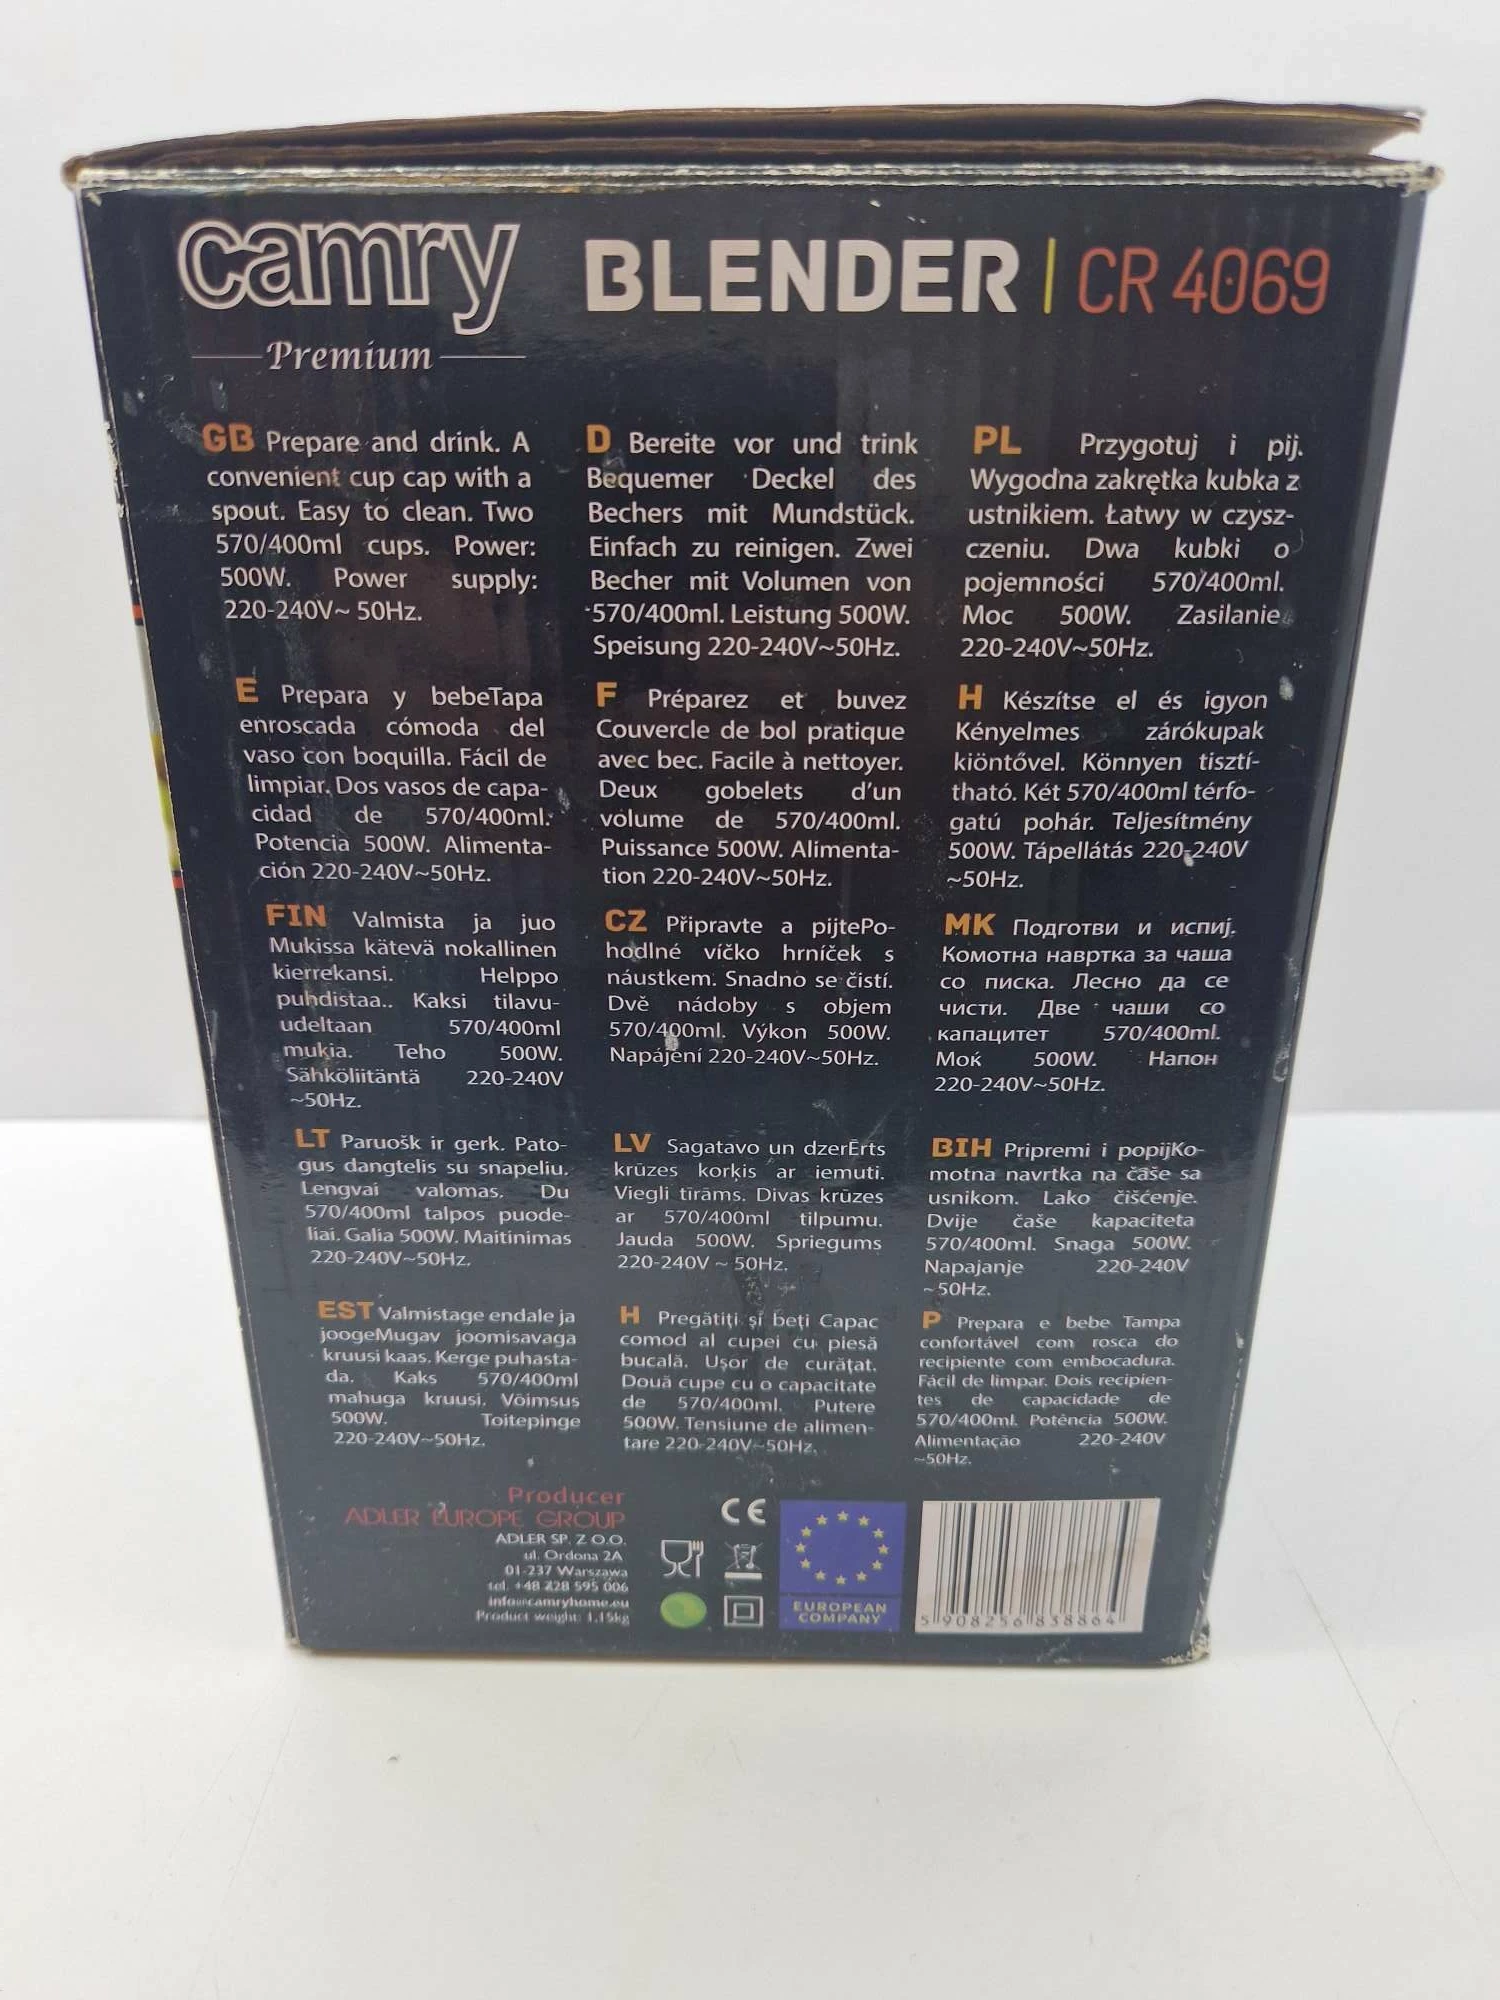 camry
Premium
BLENDER | CR 4069
GB Prepare and drink. A
convenient cup cap with a
spout. Easy to clean. Two
570/400ml cups. Power:
500W. Power supply:
220-240V~ 50Hz.
D Bereite vor und trink
Bequemer Deckel des
Bechers mit Mundstück.
Einfach zu reinigen. Zwei
Becher mit Volumen von
570/400ml. Leistung 500W.
Speisung 220-240V~50Hz.
PL Przygotuj i pij.
Wygodna zakrętka kubka z
ustnikiem. Łatwy w czysz-
czeniu. Dwa kubki o
pojemności 570/400ml.
Moc 500W. Zasilanie
220-240V~50Hz.
E Prepara y bebeTapa
enroscada cómoda del
vaso con boquilla. Fácil de
limpiar. Dos vasos de capa-
cidad de 570/400ml.
Potencia 500W. Alimenta-
ción 220-240V~50Hz.
F Préparez et buvez
Couvercle de bol pratique
avec bec. Facile à nettoyer.
Deux gobelets d'un
volume de 570/400ml.
Puissance 500W. Alimenta-
tion 220-240V~50Hz.
H Készítse el és igyon
Kényelmes zárókupak
kiöntővel. Könnyen tisztí-
tható. Két 570/400ml térfo-
gatú pohár. Teljesítmény
500W. Tápellátás 220-240V
~50Hz.
FIN Valmista ja juo
Mukissa kätevä nokallinen
kierrekansi. Helppo
puhdistaa.. Kaksi tilavu-
udeltaan 570/400ml
mukia. Teho 500W.
Sähköliitäntä 220-240V
~50Hz.
CZ Připravte a pijtePo-
hodlné víčko hrníček s
náustkem. Snadno se čistí.
Dvě nádoby s objem
570/400ml. Výkon 500W.
Napájení 220-240V~50Hz.
MK Подготви и испиј.
Комотна навртка за чаша
со писка. Лесно да се
чисти. Две чаши со
капацитет 570/400ml.
Моќ 500W. Напон
220-240V~50Hz.
LT Paruošk ir gerk. Pato-
gus dangtelis su snapeliu.
Lengvai valomas. Du
570/400ml talpos puode-
liai. Galia 500W. Maitinimas
220-240V~50Hz.
LV Sagatavo un dzerĒrts
krūzes korķis ar iemuti.
Viegli tīrāms. Divas krūzes
ar 570/400ml tilpumu.
Jauda 500W. Spriegums
220-240V ~ 50Hz.
BIH Pripremi i popijKo-
motna navrtka na čaše sa
usnikom. Lako čišćenje.
Dvije čaše kapaciteta
570/400ml. Snaga 500W.
Napajanje 220-240V
~50Hz.
EST Valmistage endale ja
joogeMugav joomisavaga
kruusi kaas. Kerge puhasta-
da. Kaks 570/400ml
mahuga kruusi. Võimsus
500W. Toitepinge
220-240V~50Hz.
H Pregătiți și beți Capac
comod al cupei cu piesă
bucală. Ușor de curățat.
Două cupe cu o capacitate
de 570/400ml. Putere
500W. Tensiune de alimen-
tare 220-240V~50Hz.
P Prepara e bebe Tampa
confortável com rosca do
recipiente com embocadura.
Fácil de limpar. Dois recipien-
tes de capacidade de
570/400ml. Potência 500W.
Alimentação 220-240V
~50Hz.
Producer
ADLER EUROPE GROUP
ADLER SP. Z O.O.
ul. Ordona 2A
01-237 Warszawa
tel. +48 228 595 006
info@camryhome.eu
Product weight: 1.15kg
CE
EUROPEAN
COMPANY
5 908256 838864